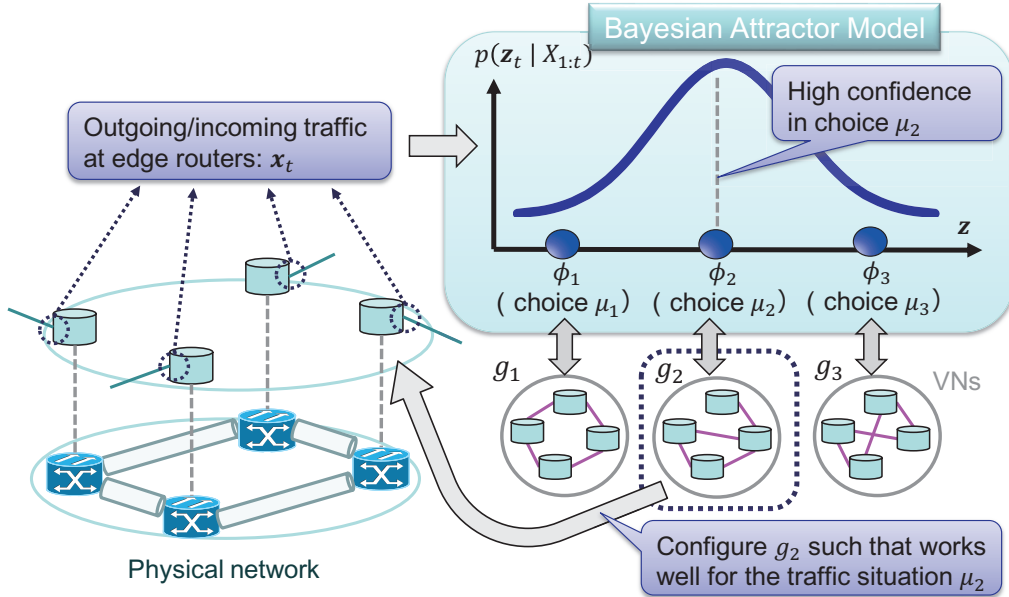 Bayesian Attractor Model
p(z_t | X_{1:t})
High confidence
in choice μ_2
Outgoing/incoming traffic
at edge routers: x_t
z
ϕ_1 ϕ_2 ϕ_3
( choice μ_1 ) ( choice μ_2 ) ( choice μ_3 )
g_1 g_2 g_3 VNs
Configure g_2 such that works
well for the traffic situation μ_2
Physical network